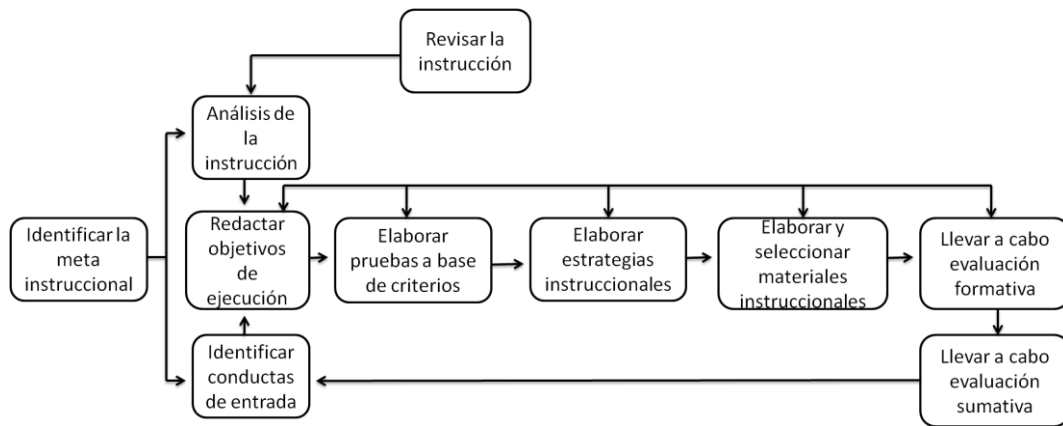 Revisar la
instrucción
Análisis de
la
instrucción
Identificar la
meta
instruccional
Redactar
objetivos
de
ejecución
Elaborar
pruebas a base
de criterios
Elaborar
estrategias
instruccionales
Elaborar y
seleccionar
materiales
instruccionales
Llevar a cabo
evaluación
formativa
Identificar
conductas
de entrada
Llevar a cabo
evaluación
sumativa